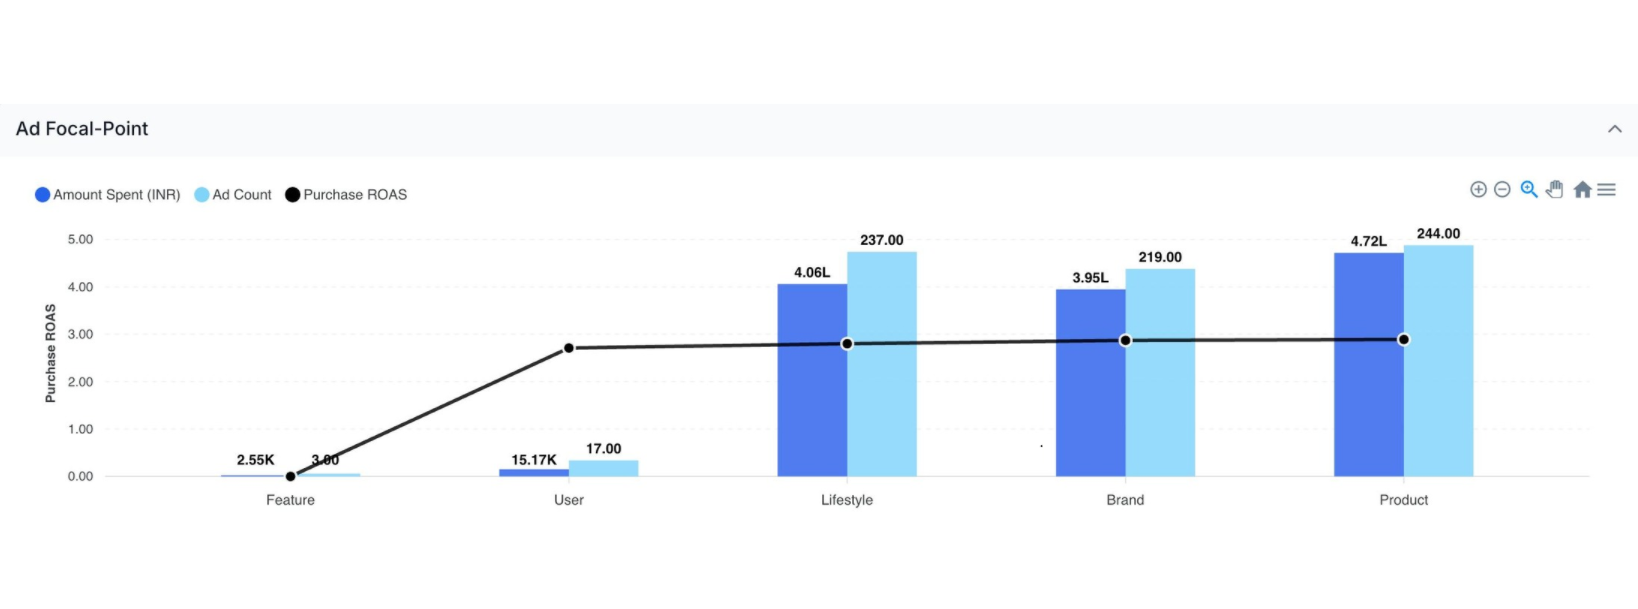 Ad Focal-Point
Amount Spent (INR) Ad Count Purchase ROAS
Purchase ROAS
5.00
4.00
3.00
2.00
1.00
0.00
2.55K 3.00
15.17K 17.00
4.06L 237.00
3.95L 219.00
4.72L 244.00
Feature User Lifestyle Brand Product